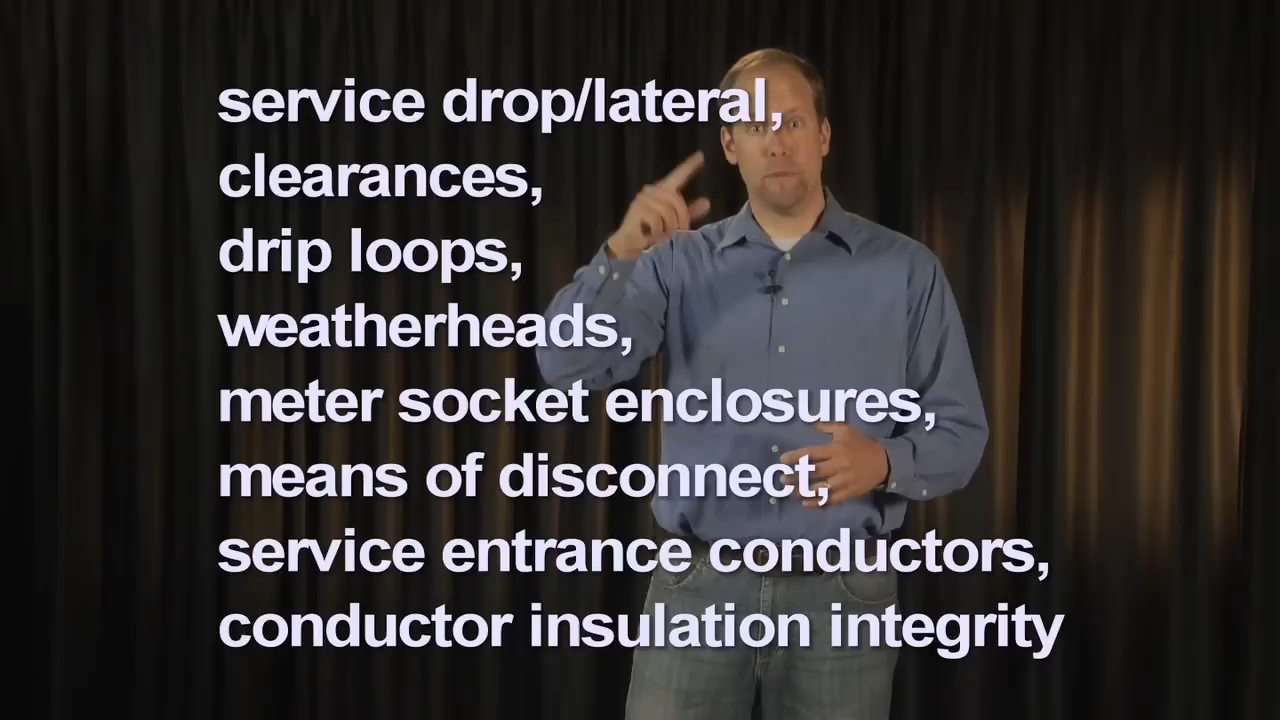 service drop/lateral,
clearances,
drip loops,
weatherheads,
meter socket enclosures,
means of disconnect,
service entrance conductors,
conductor insulation integrity